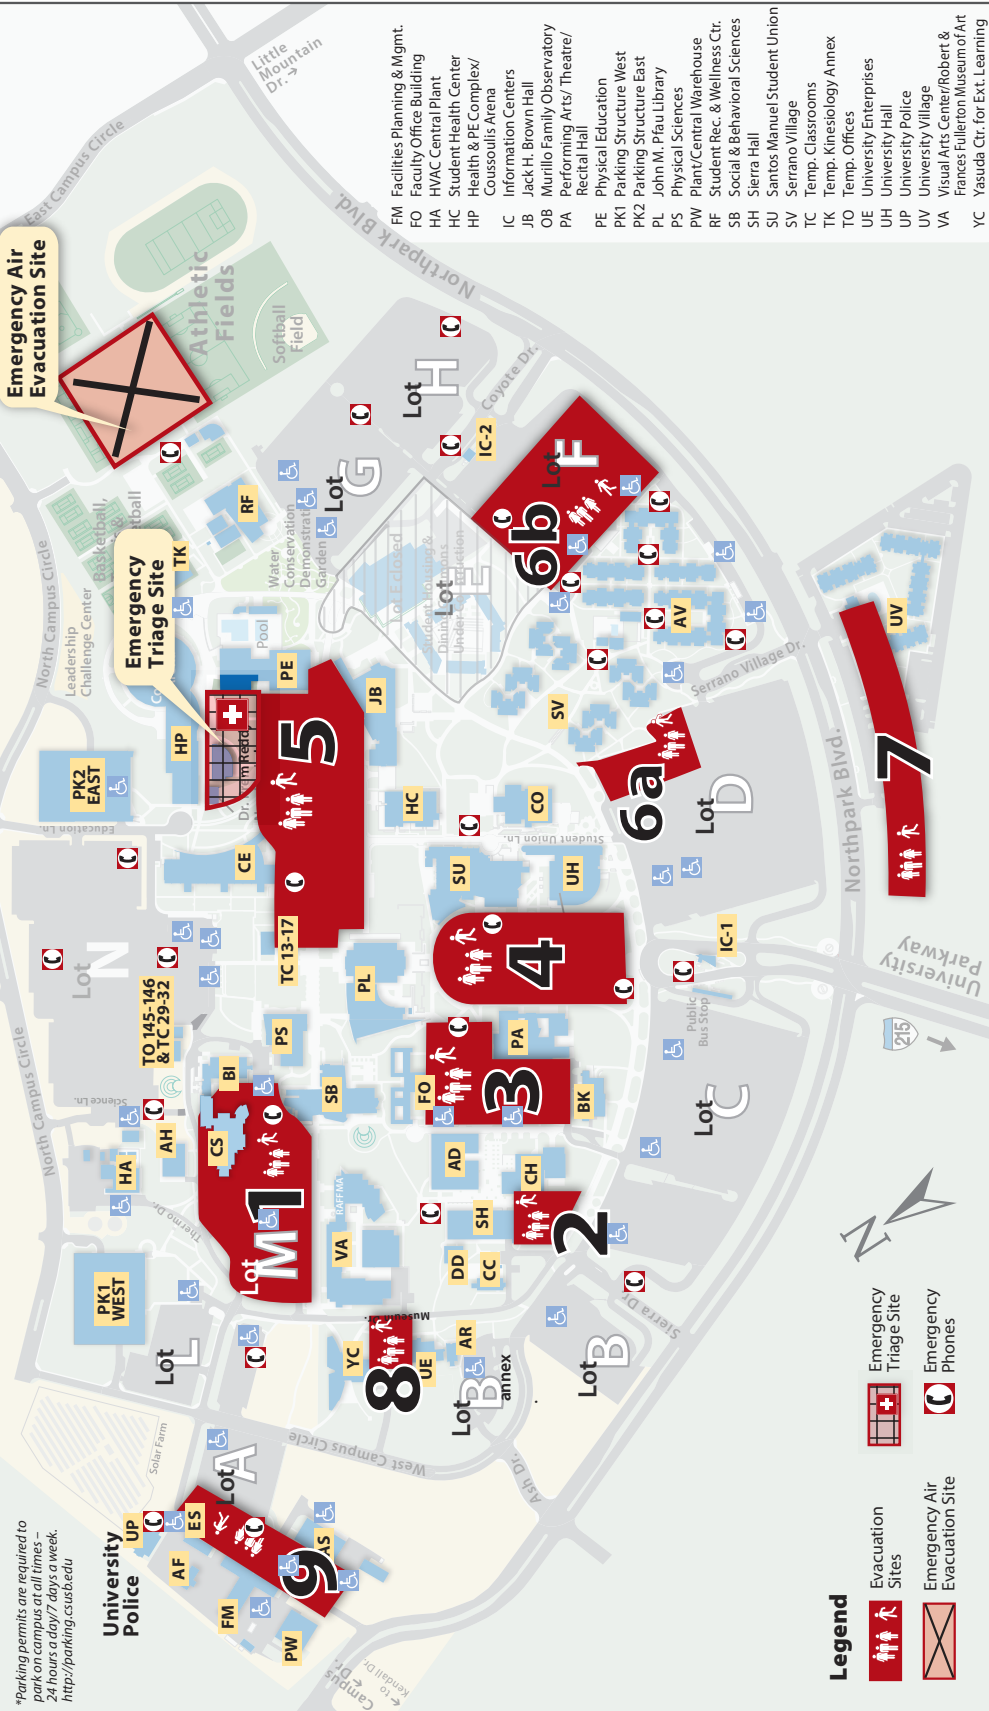 *Parking permits are required to
park on campus at all times –
24 hours a day/7 days a week.
http://parking.csusb.edu
University
Police
UP
ES
AF
FM
PW
AS
9
Lot
A
Solar Farm
Campus
Dr.
to
Kendall Dr.
West Campus Circle
Ash Dr.
Sierra Dr.
PK1
WEST
Lot
L
Thermo Dr.
North Campus Circle
HA
AH
Science Ln.
Lot
M
1
CS
BI
VA
RAFFMA
YC
8
UE
AR
Museum Dr.
Lot
B
annex
Lot
B
DD
CC
SH
AD
CH
2
SB
PS
FO
3
PA
BK
Lot
C
Public
Bus Stop
TO 145-146
& TC 29-32
Lot
N
TC 13-17
PL
4
SU
UH
IC-1
University
Parkway
215
Northpark Blvd.
CE
Education Ln.
PK2
EAST
HP
5
PE
Pool
JB
HC
CO
Student Union Ln.
6a
Lot
D
Serrano Village Dr.
7
UV
SV
AV
6b
Lot
F
Lot
E
Lot E closed
Emergency
Triage Site
TK
RF
Leadership
Challenge Center
North Campus Circle
Basketball,
Water
Conservation
Garden
Lot
G
Lot
H
IC-2
Coyote Dr.
Northpark Blvd.
Softball
Field
Athletic
Fields
Emergency Air
Evacuation Site
East Campus Circle
Little
Mountain
Dr.
FM Facilities Planning & Mgmt.
FO Faculty Office Building
HA HVAC Central Plant
HC Student Health Center
HP Health & PE Complex/
Coussoulis Arena
IC Information Centers
JB Jack H. Brown Hall
OB Murillo Family Observatory
PA Performing Arts/ Theatre/
Recital Hall
PE Physical Education
PK1 Parking Structure West
PK2 Parking Structure East
PL John M. Pfau Library
PS Physical Sciences
PW Plant/Central Warehouse
RF Student Rec. & Wellness Ctr.
SB Social & Behavioral Sciences
SH Sierra Hall
SU Santos Manuel Student Union
SV Serrano Village
TC Temp. Classrooms
TK Temp. Kinesiology Annex
TO Temp. Offices
UE University Enterprises
UH University Hall
UP University Police
UV University Village
VA Visual Arts Center/Robert &
Frances Fullerton Museum of Art
YC Yasuda Ctr. for Ext. Learning
N
Legend
Evacuation
Sites
Emergency Air
Evacuation Site
Emergency
Triage Site
Emergency
Phones